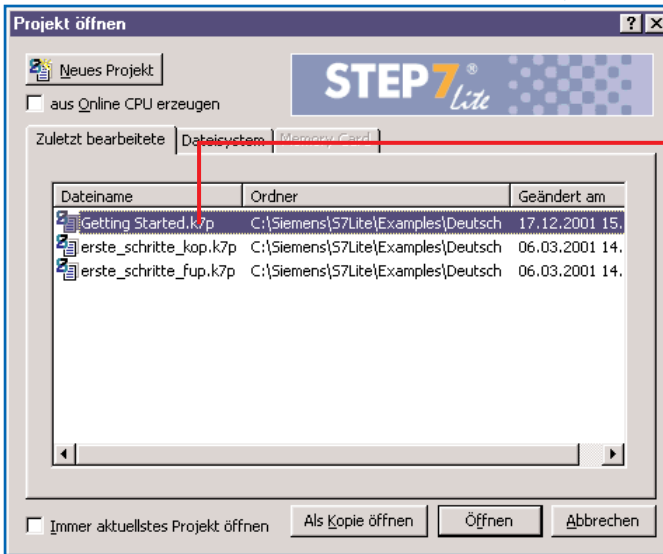 Projekt öffnen
Neues Projekt
STEP 7® Lite
aus Online CPU erzeugen
Zuletzt bearbeitete Dateisystem Memory Card
Dateiname Ordner Geändert am
Getting Started.k7p C:\Siemens\S7Lite\Examples\Deutsch 17.12.2001 15.
erste_schritte_kop.k7p C:\Siemens\S7Lite\Examples\Deutsch 06.03.2001 14.
erste_schritte_fup.k7p C:\Siemens\S7Lite\Examples\Deutsch 06.03.2001 14.
Immer aktuellstes Projekt öffnen Als Kopie öffnen Öffnen Abbrechen